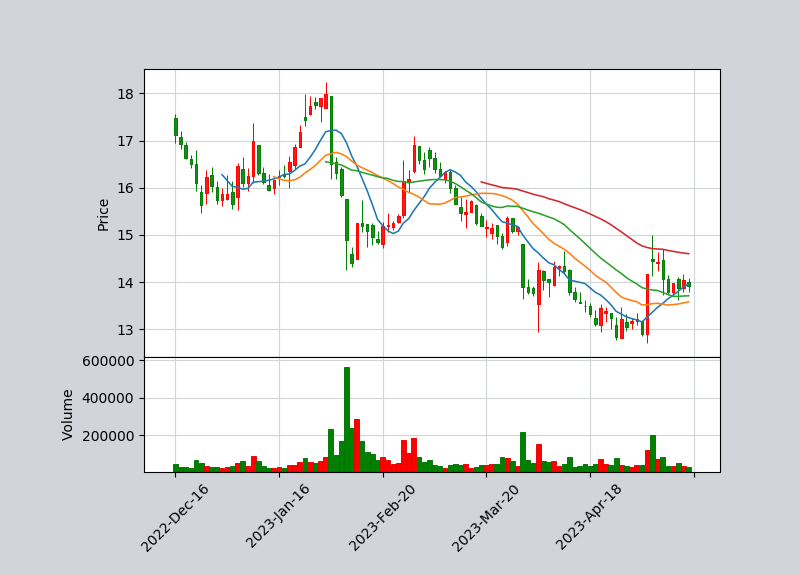 18
17
16
15
14
13
Price
600000
400000
200000
Volume
2022-Dec-16
2023-Jan-16
2023-Feb-20
2023-Mar-20
2023-Apr-18